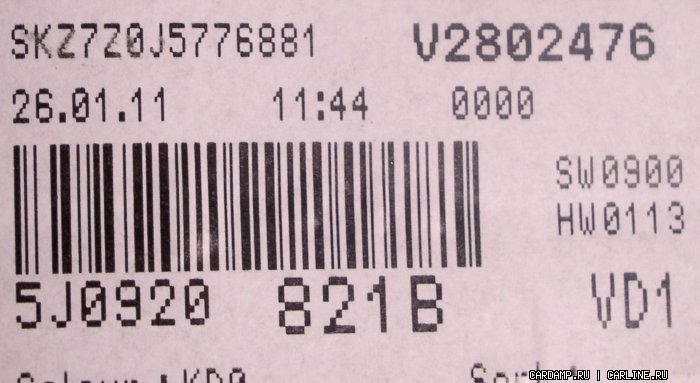 SKZ7Z0J5776881 V2802476
26.01.11 11:44 0000
SW0900
HW0113
5J0920 821B VD1
CARDAMP.RU | CARLINE.RU